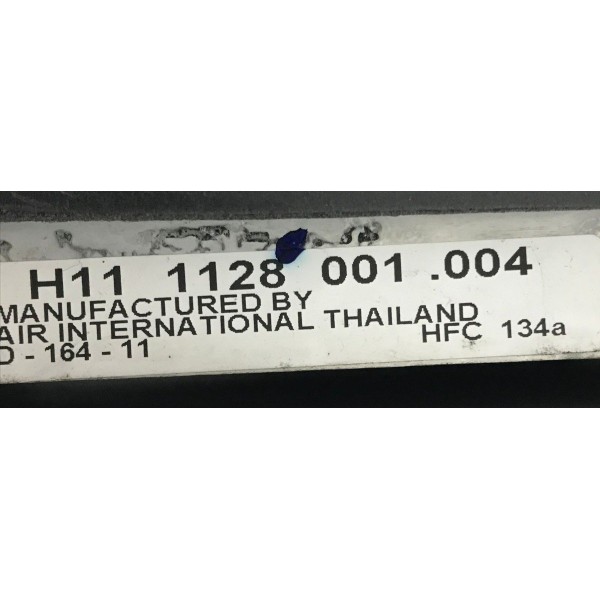 H11 1128 001 .004
MANUFACTURED BY
AIR INTERNATIONAL THAILAND
HFC 134a
D - 164 - 11